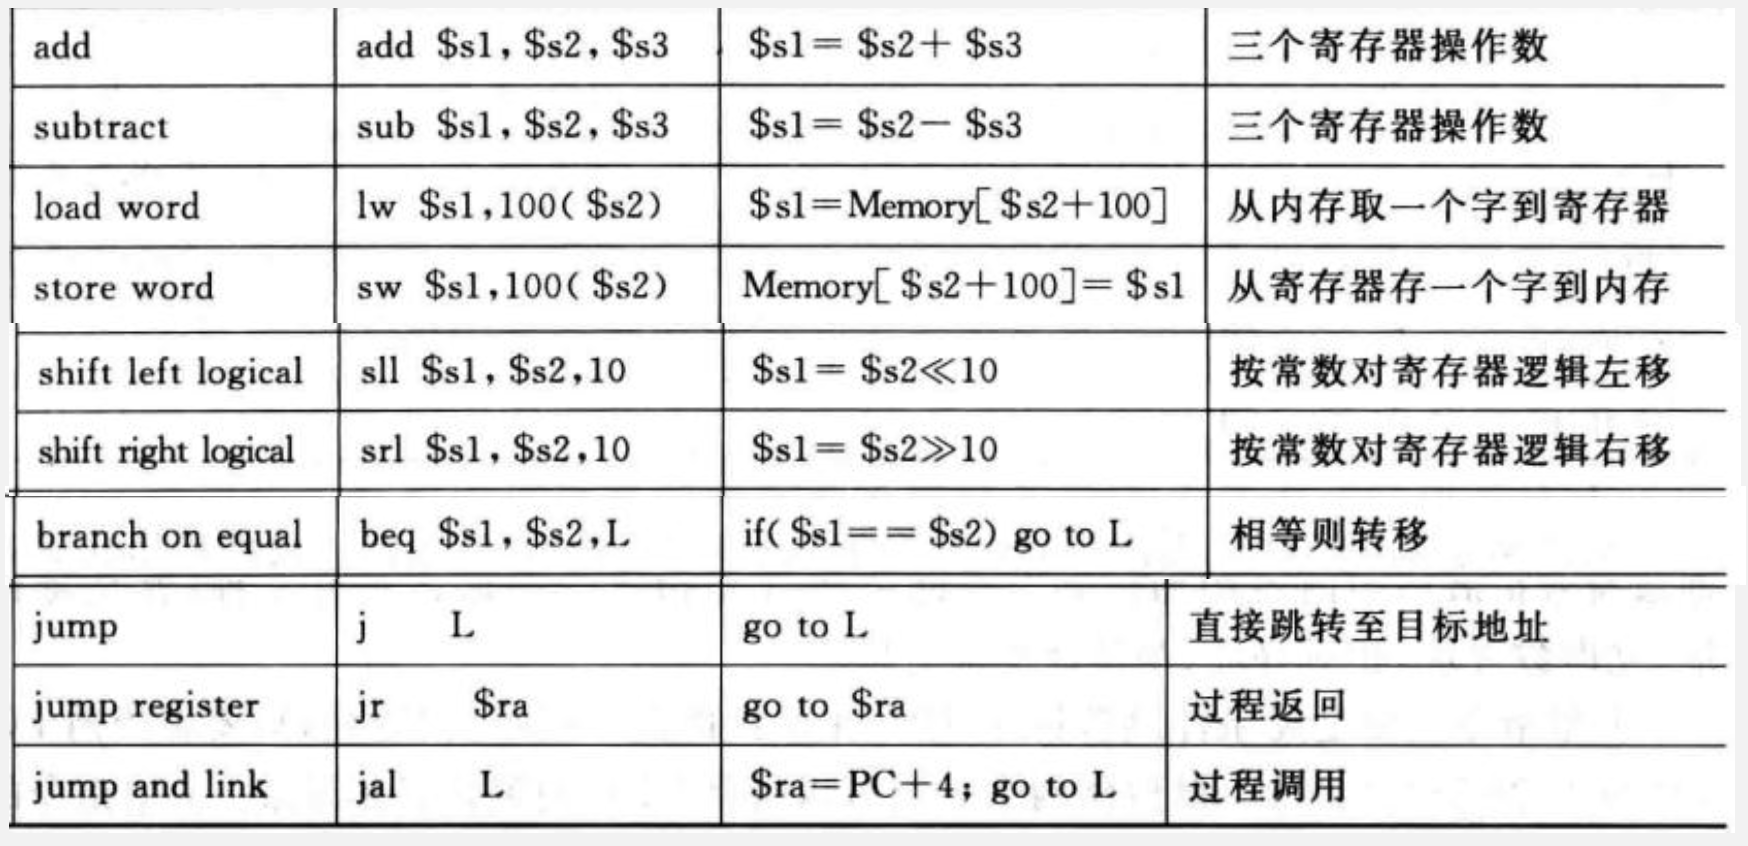 add add $s1, $s2, $s3 $s1= $s2+ $s3 三个寄存器操作数
subtract sub $s1, $s2, $s3 $s1= $s2- $s3 三个寄存器操作数
load word lw $s1,100( $s2) $s1=Memory[ $s2+100] 从内存取一个字到寄存器
store word sw $s1,100( $s2) Memory[ $s2+100]= $s1 从寄存器存一个字到内存
shift left logical sll $s1, $s2,10 $s1= $s2≪10 按常数对寄存器逻辑左移
shift right logical srl $s1, $s2,10 $s1= $s2≫10 按常数对寄存器逻辑右移
branch on equal beq $s1, $s2,L if( $s1== $s2) go to L 相等则转移
jump j L go to L 直接跳转至目标地址
jump register jr $ra go to $ra 过程返回
jump and link jal L $ra=PC+4; go to L 过程调用